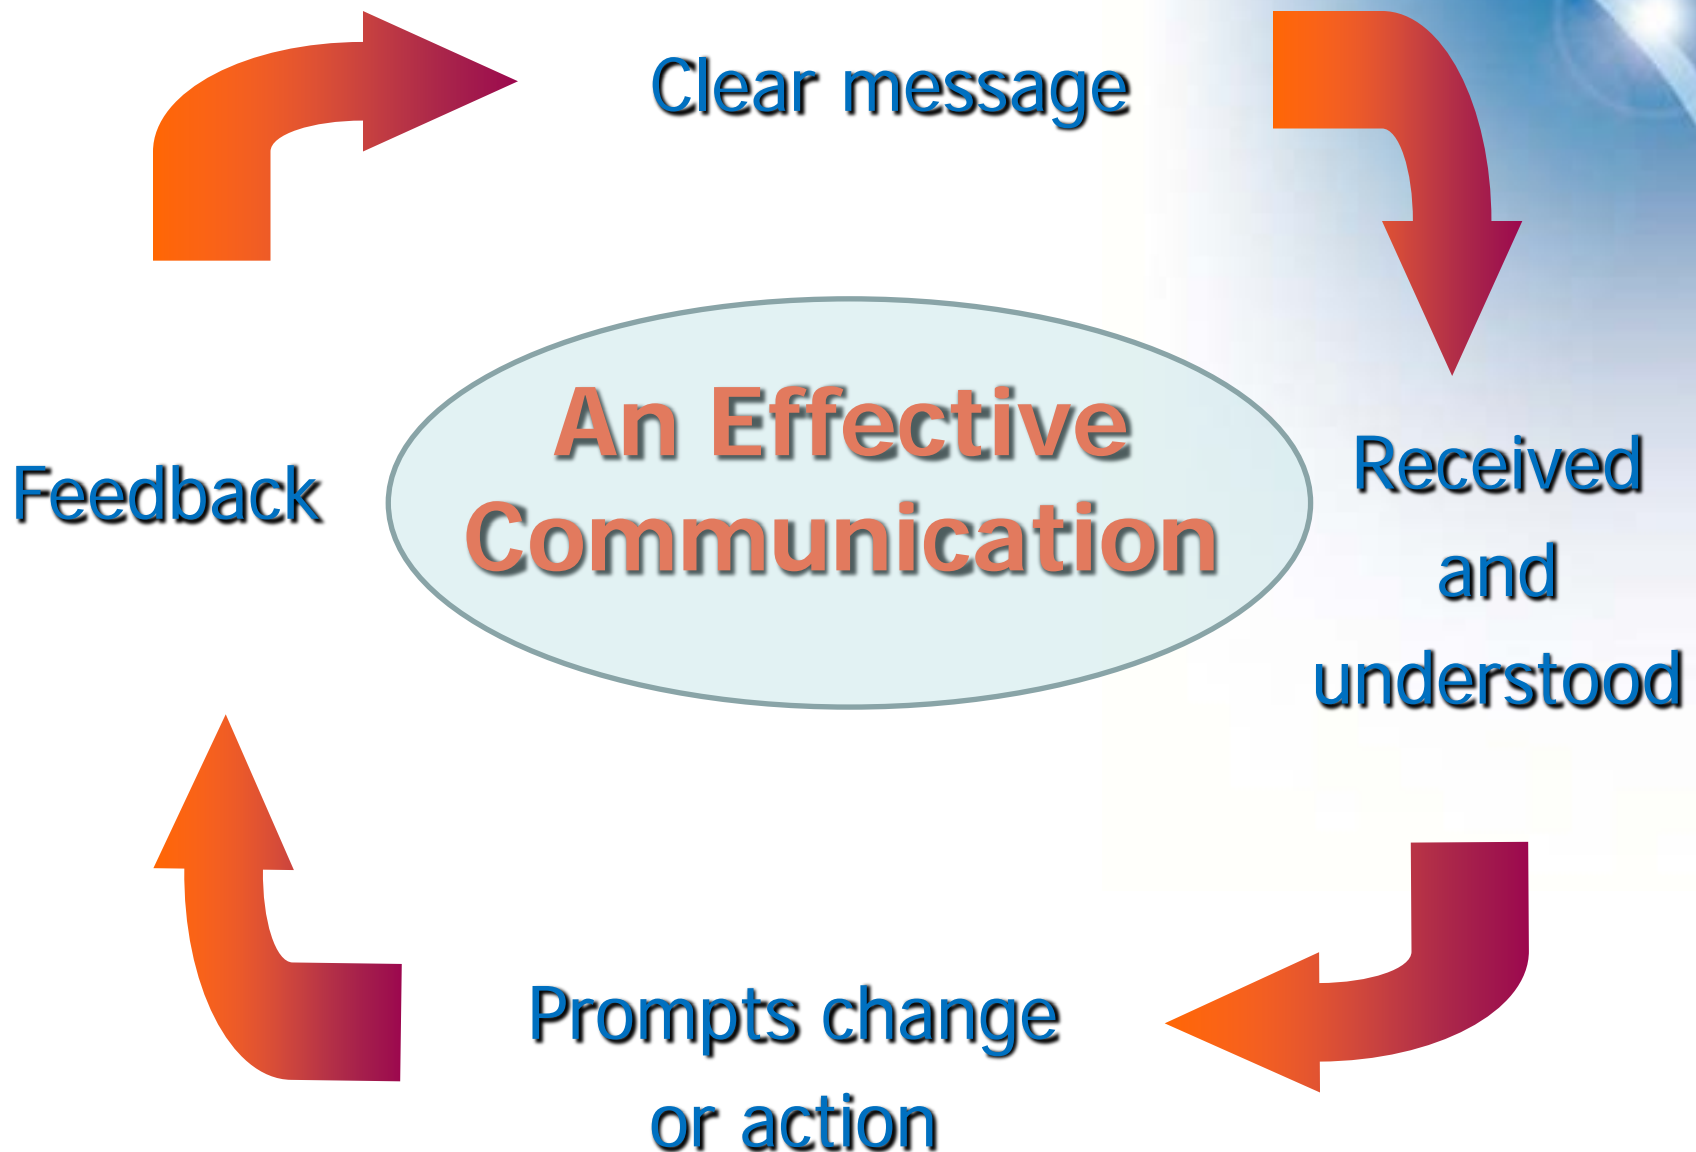 Clear message
An Effective
Communication
Feedback
Received
and
understood
Prompts change
or action